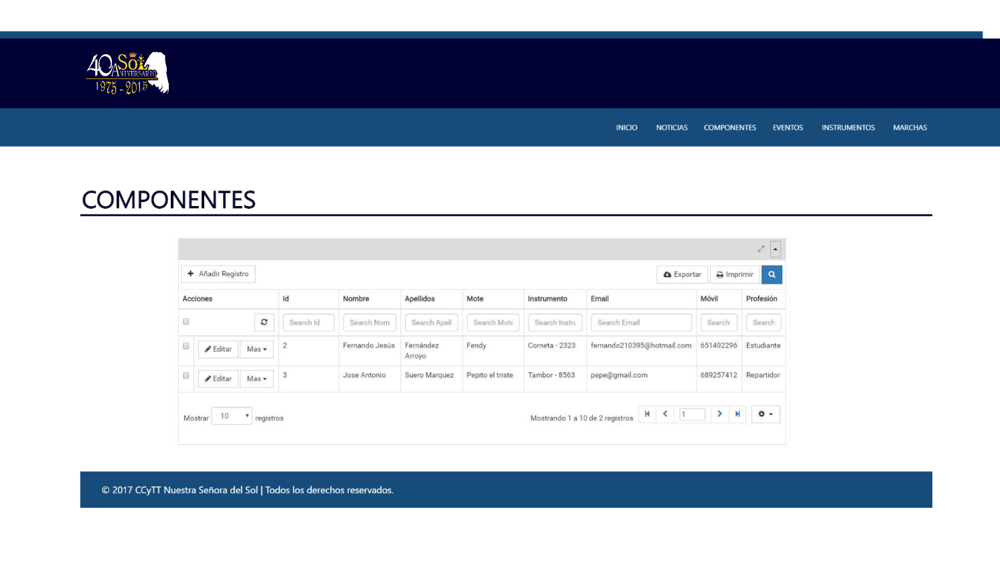 40 ASOL
ANIVERSARIO
1975 - 2015
INICIO NOTICIAS COMPONENTES EVENTOS INSTRUMENTOS MARCHAS
COMPONENTES
Añadir Registro Exportar Imprimir
Acciones Id Nombre Apellidos Mote Instrumento Email Móvil Profesión
Search Id Search Nom Search Apell Search Mote Search Instru Search Email Search Search
Editar Mas 2 Fernando Jesús Fernández Arroyo Fendy Corneta - 2323 fernando210395@hotmail.com 651492296 Estudiante
Editar Mas 3 Jose Antonio Suero Marquez Pepito el triste Tambor - 8563 pepe@gmail.com 689257412 Repartidor
Mostrar 10 registros Mostrando 1 a 10 de 2 registros 1
© 2017 CCyTT Nuestra Señora del Sol | Todos los derechos reservados.